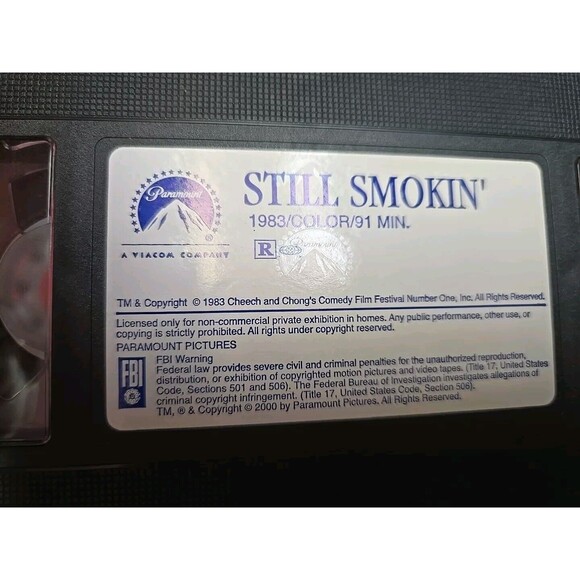 Paramount
®
A VIACOM COMPANY
STILL SMOKIN'
1983/COLOR/91 MIN.
R
Paramount
TM & Copyright © 1983 Cheech and Chong's Comedy Film Festival Number One, Inc. All Rights Reserved.
Licensed only for non-commercial private exhibition in homes. Any public performance, other use, or
copying is strictly prohibited. All rights under copyright reserved.
PARAMOUNT PICTURES
FBI
FBI Warning
Federal law provides severe civil and criminal penalties for the unauthorized reproduction,
distribution, or exhibition of copyrighted motion pictures and video tapes. (Title 17, United States
Code, Sections 501 and 506). The Federal Bureau of Investigation investigates allegations of
criminal copyright infringement. (Title 17, United States Code, Section 506).
TM, ® & Copyright © 2000 by Paramount Pictures. All Rights Reserved.